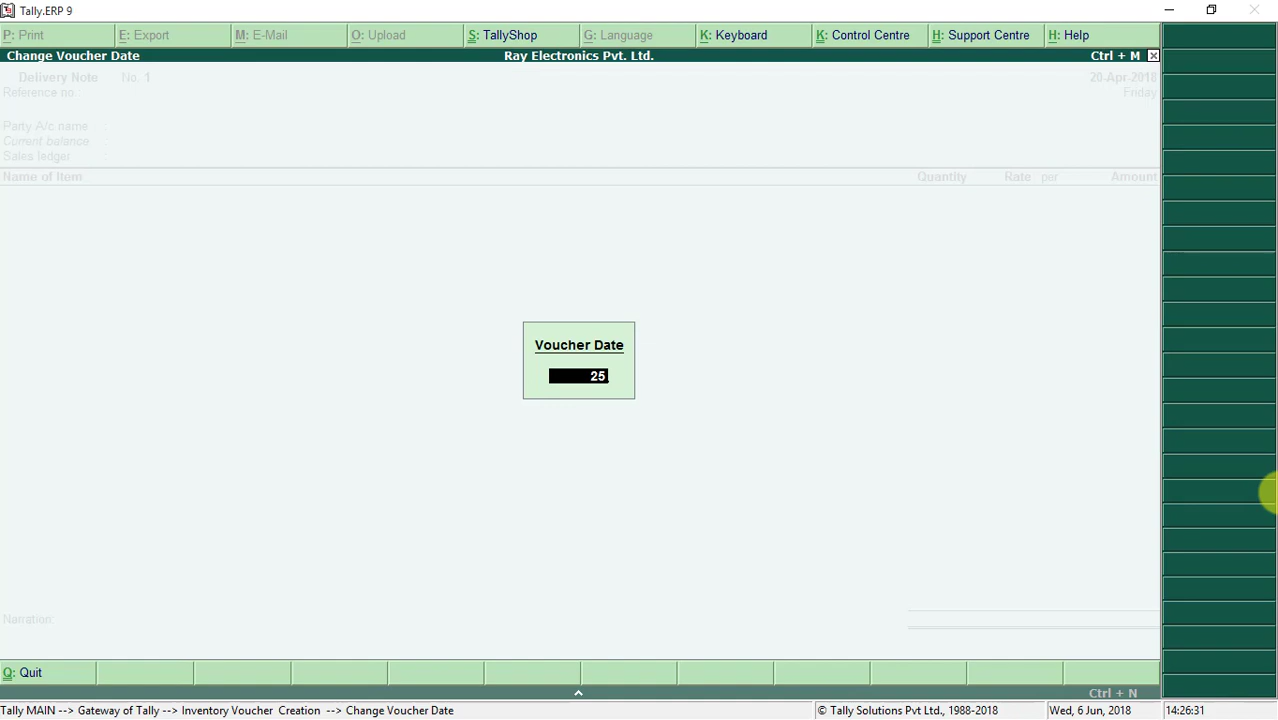 Tally.ERP 9
P: Print E: Export M: E-Mail O: Upload S: TallyShop G: Language K: Keyboard K: Control Centre H: Support Centre H: Help
Change Voucher Date Ray Electronics Pvt. Ltd. Ctrl + M
Delivery Note No. 1 20-Apr-2018
Reference no. Friday
Party A/c name :
Current balance :
Sales ledger :
Name of Item Quantity Rate per Amount
Voucher Date
25
Narration:
Q: Quit
Ctrl + N
Tally MAIN --> Gateway of Tally --> Inventory Voucher Creation --> Change Voucher Date © Tally Solutions Pvt Ltd., 1988-2018 Wed, 6 Jun, 2018 14:26:31